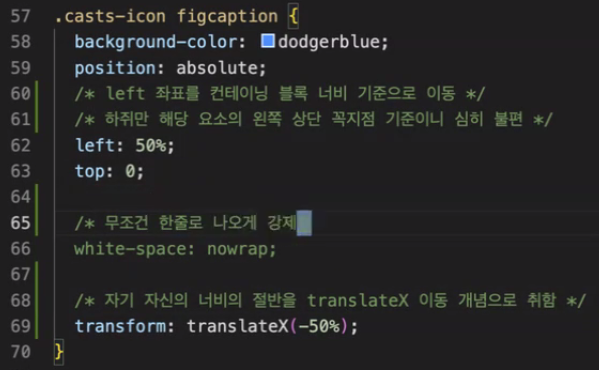 57 .casts-icon figcaption {
58 background-color: dodgerblue;
59 position: absolute;
60 /* left 좌표를 컨테이닝 블록 너비 기준으로 이동 */
61 /* 하쥐만 해당 요소의 왼쪽 상단 꼭지점 기준이니 심히 불편 */
62 left: 50%;
63 top: 0;
64
65 /* 무조건 한줄로 나오게 강제
66 white-space: nowrap;
67
68 /* 자기 자신의 너비의 절반을 translateX 이동 개념으로 취함 */
69 transform: translateX(-50%);
70 }